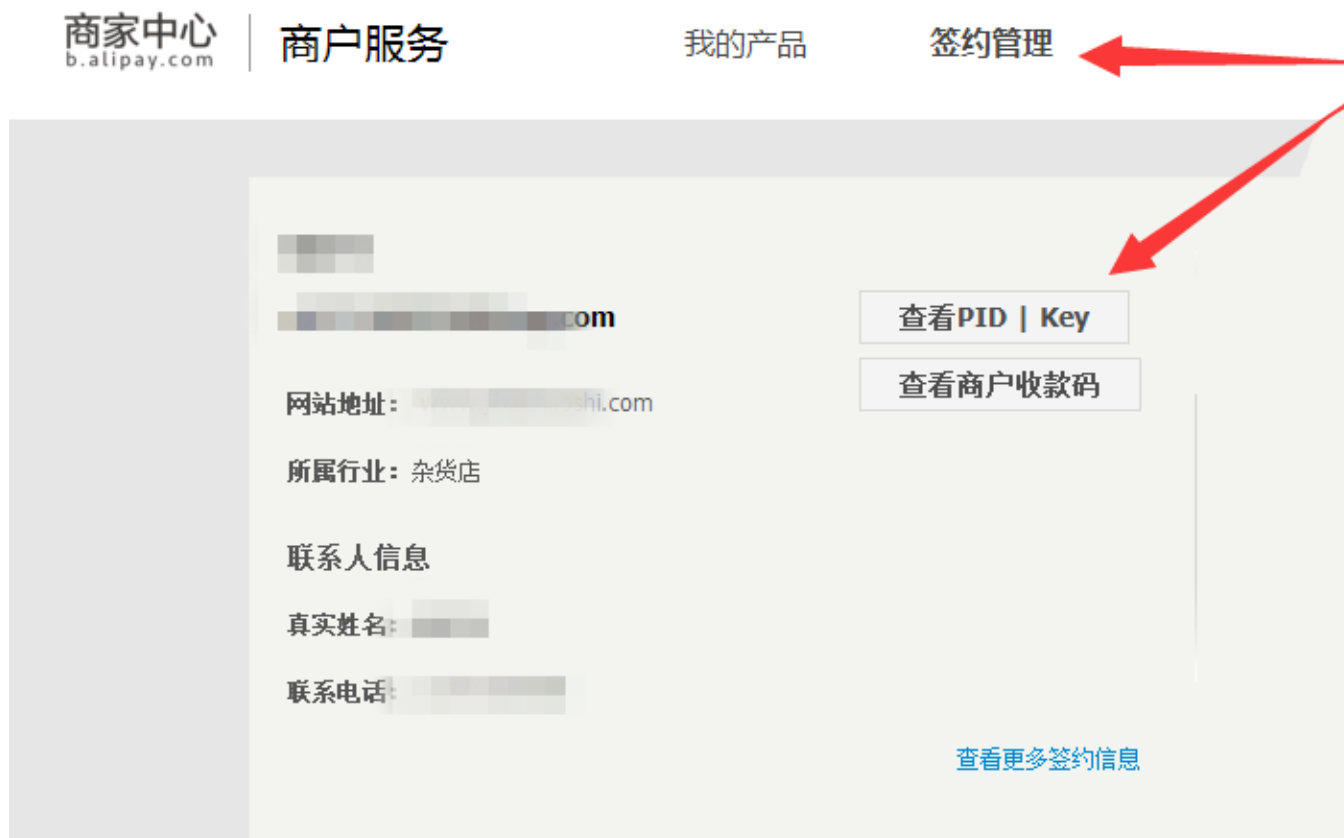 商家中心 商户服务 我的产品 签约管理
b.alipay.com
com 查看PID | Key
查看商户收款码
网站地址： shi.com
所属行业：杂货店
联系人信息
真实姓名：
联系电话：
查看更多签约信息